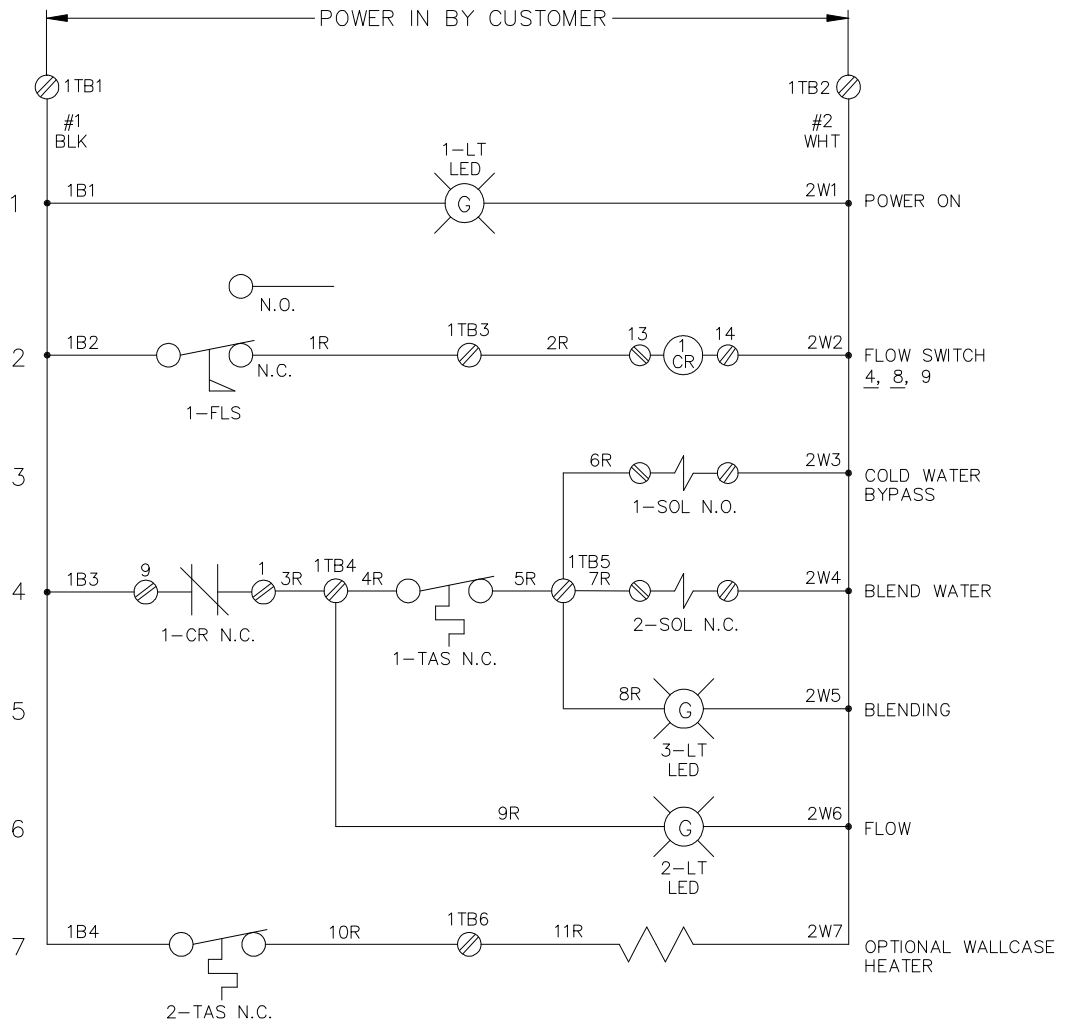 POWER IN BY CUSTOMER
1TB1
1TB2
#1
BLK
#2
WHT
1-LT
LED
1
1B1
G
2W1
POWER ON
N.O.
2
1B2
N.C.
1R
1TB3
2R
13
1
CR
14
2W2
FLOW SWITCH
4, 8, 9
1-FLS
3
6R
2W3
COLD WATER
BYPASS
1-SOL N.O.
4
1B3
9
1
3R
1TB4
4R
5R
1TB5
7R
2W4
BLEND WATER
1-CR N.C.
1-TAS N.C.
2-SOL N.C.
5
8R
G
2W5
BLENDING
3-LT
LED
6
9R
G
2W6
FLOW
2-LT
LED
7
1B4
10R
1TB6
11R
2W7
OPTIONAL WALLCASE
HEATER
2-TAS N.C.